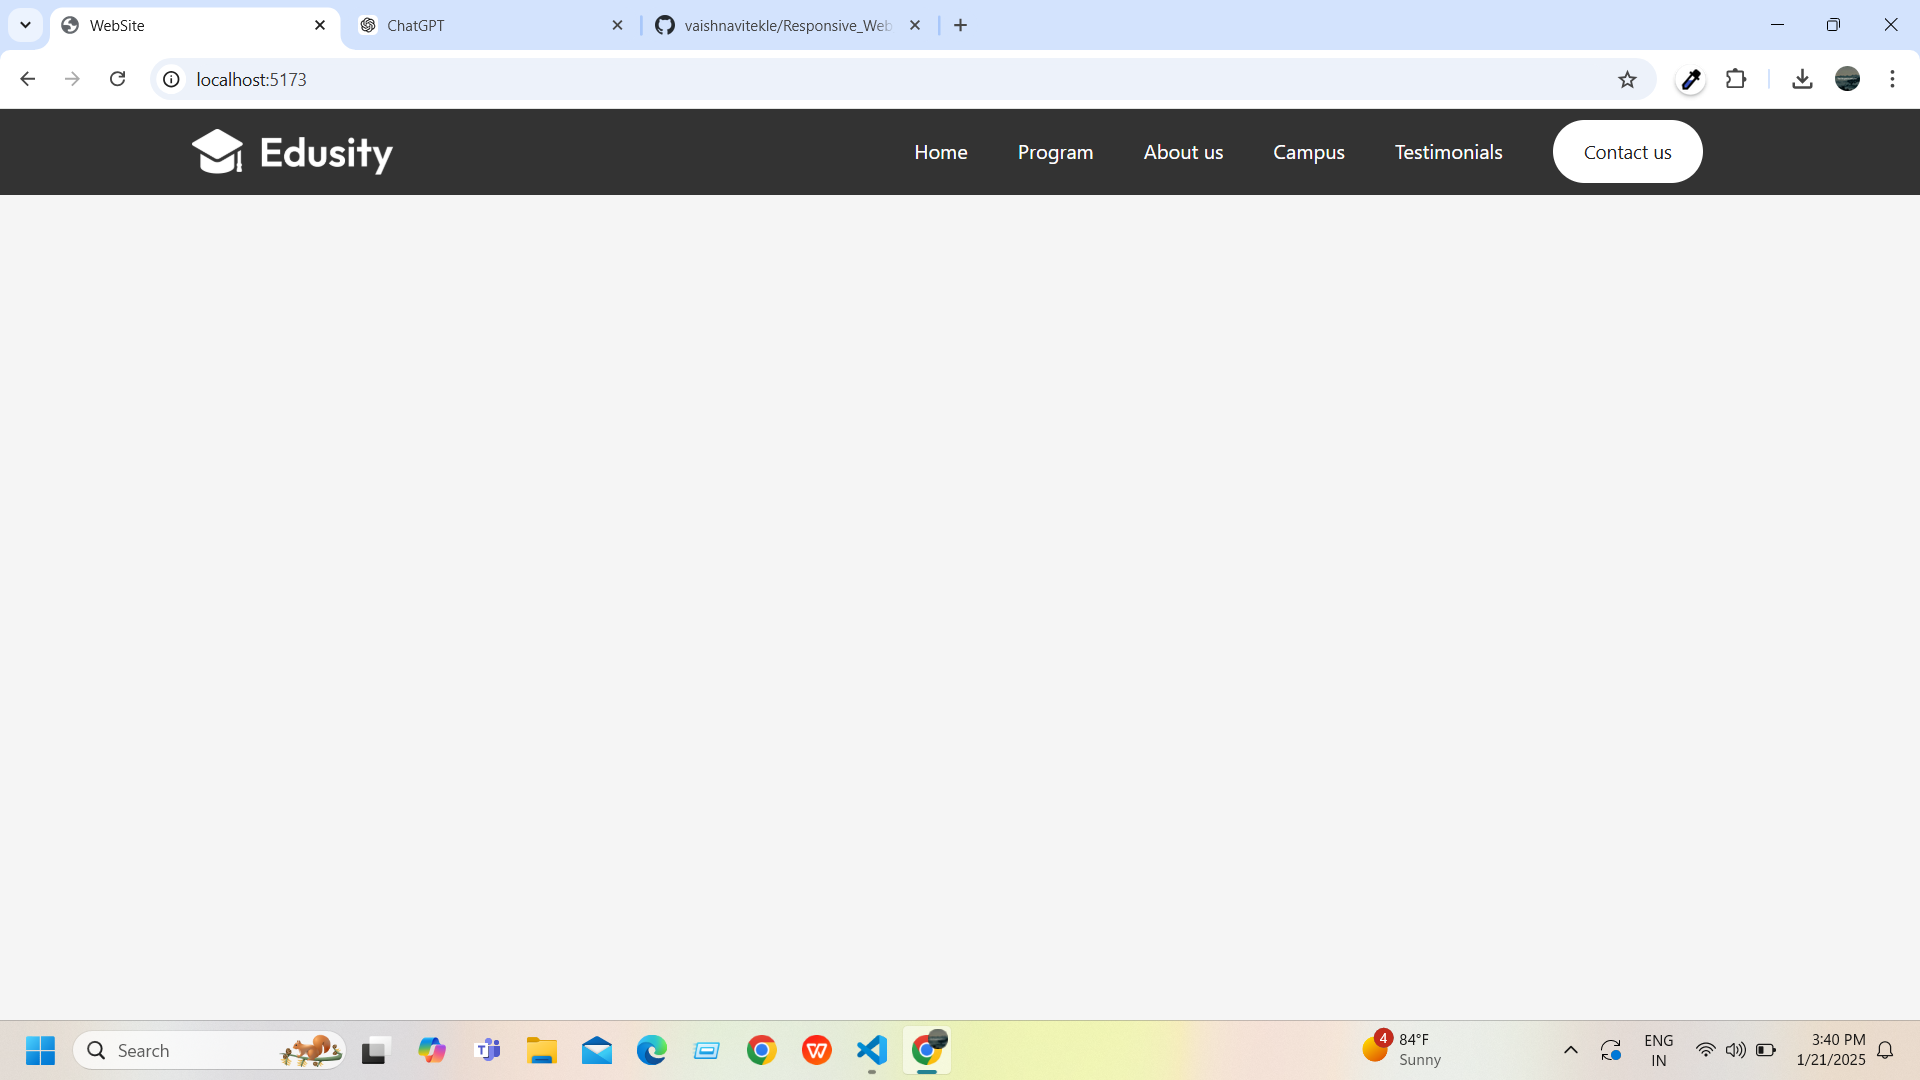 WebSite
ChatGPT
vaishnavitekle/Responsive_Web
localhost:5173
Edusity
Home
Program
About us
Campus
Testimonials
Contact us
Search
4
84°F
Sunny
ENG
IN
3:40 PM
1/21/2025